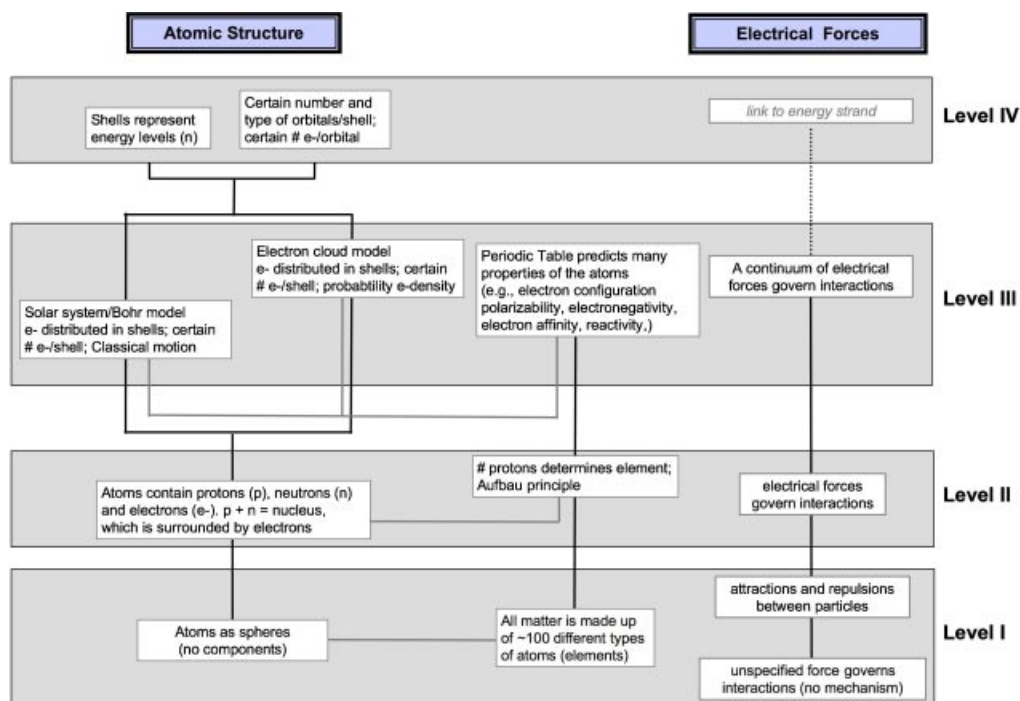 Atomic Structure
Electrical Forces
Shells represent
energy levels (n)
Certain number and
type of orbitals/shell;
certain # e-/orbital
link to energy strand
Level IV
Solar system/Bohr model
e- distributed in shells; certain
# e-/shell; Classical motion
Electron cloud model
e- distributed in shells; certain
# e-/shell; probabtility e-density
Periodic Table predicts many
properties of the atoms
(e.g., electron configuration
polarizability, electronegativity,
electron affinity, reactivity,)
A continuum of electrical
forces govern interactions
Level III
Atoms contain protons (p), neutrons (n)
and electrons (e-). p + n = nucleus,
which is surrounded by electrons
# protons determines element;
Aufbau principle
electrical forces
govern interactions
Level II
Atoms as spheres
(no components)
All matter is made up
of ~100 different types
of atoms (elements)
attractions and repulsions
between particles
unspecified force governs
interactions (no mechanism)
Level I